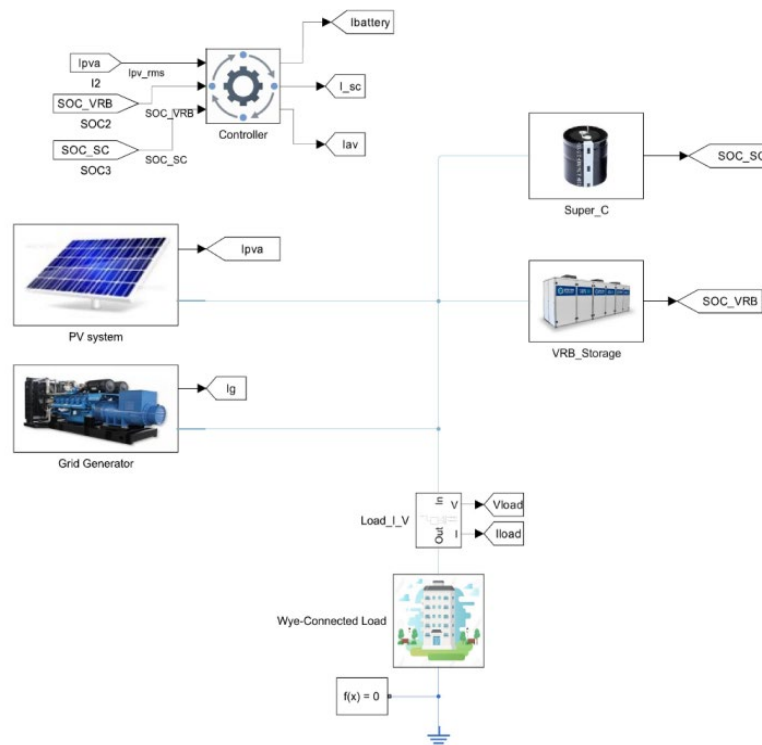 Ibattery
Ipva
Ipv_rms
I2
SOC_VRB
SOC_VRB
SOC2
SOC_SC
SOC_SC
SOC3
Controller
I_sc
Iav
Super_C
SOC_SC
Ipva
PV system
VRB_Storage
SOC_VRB
Ig
Grid Generator
In
V
Vload
Load_I_V
Out
I
Iload
Wye-Connected Load
f(x) = 0